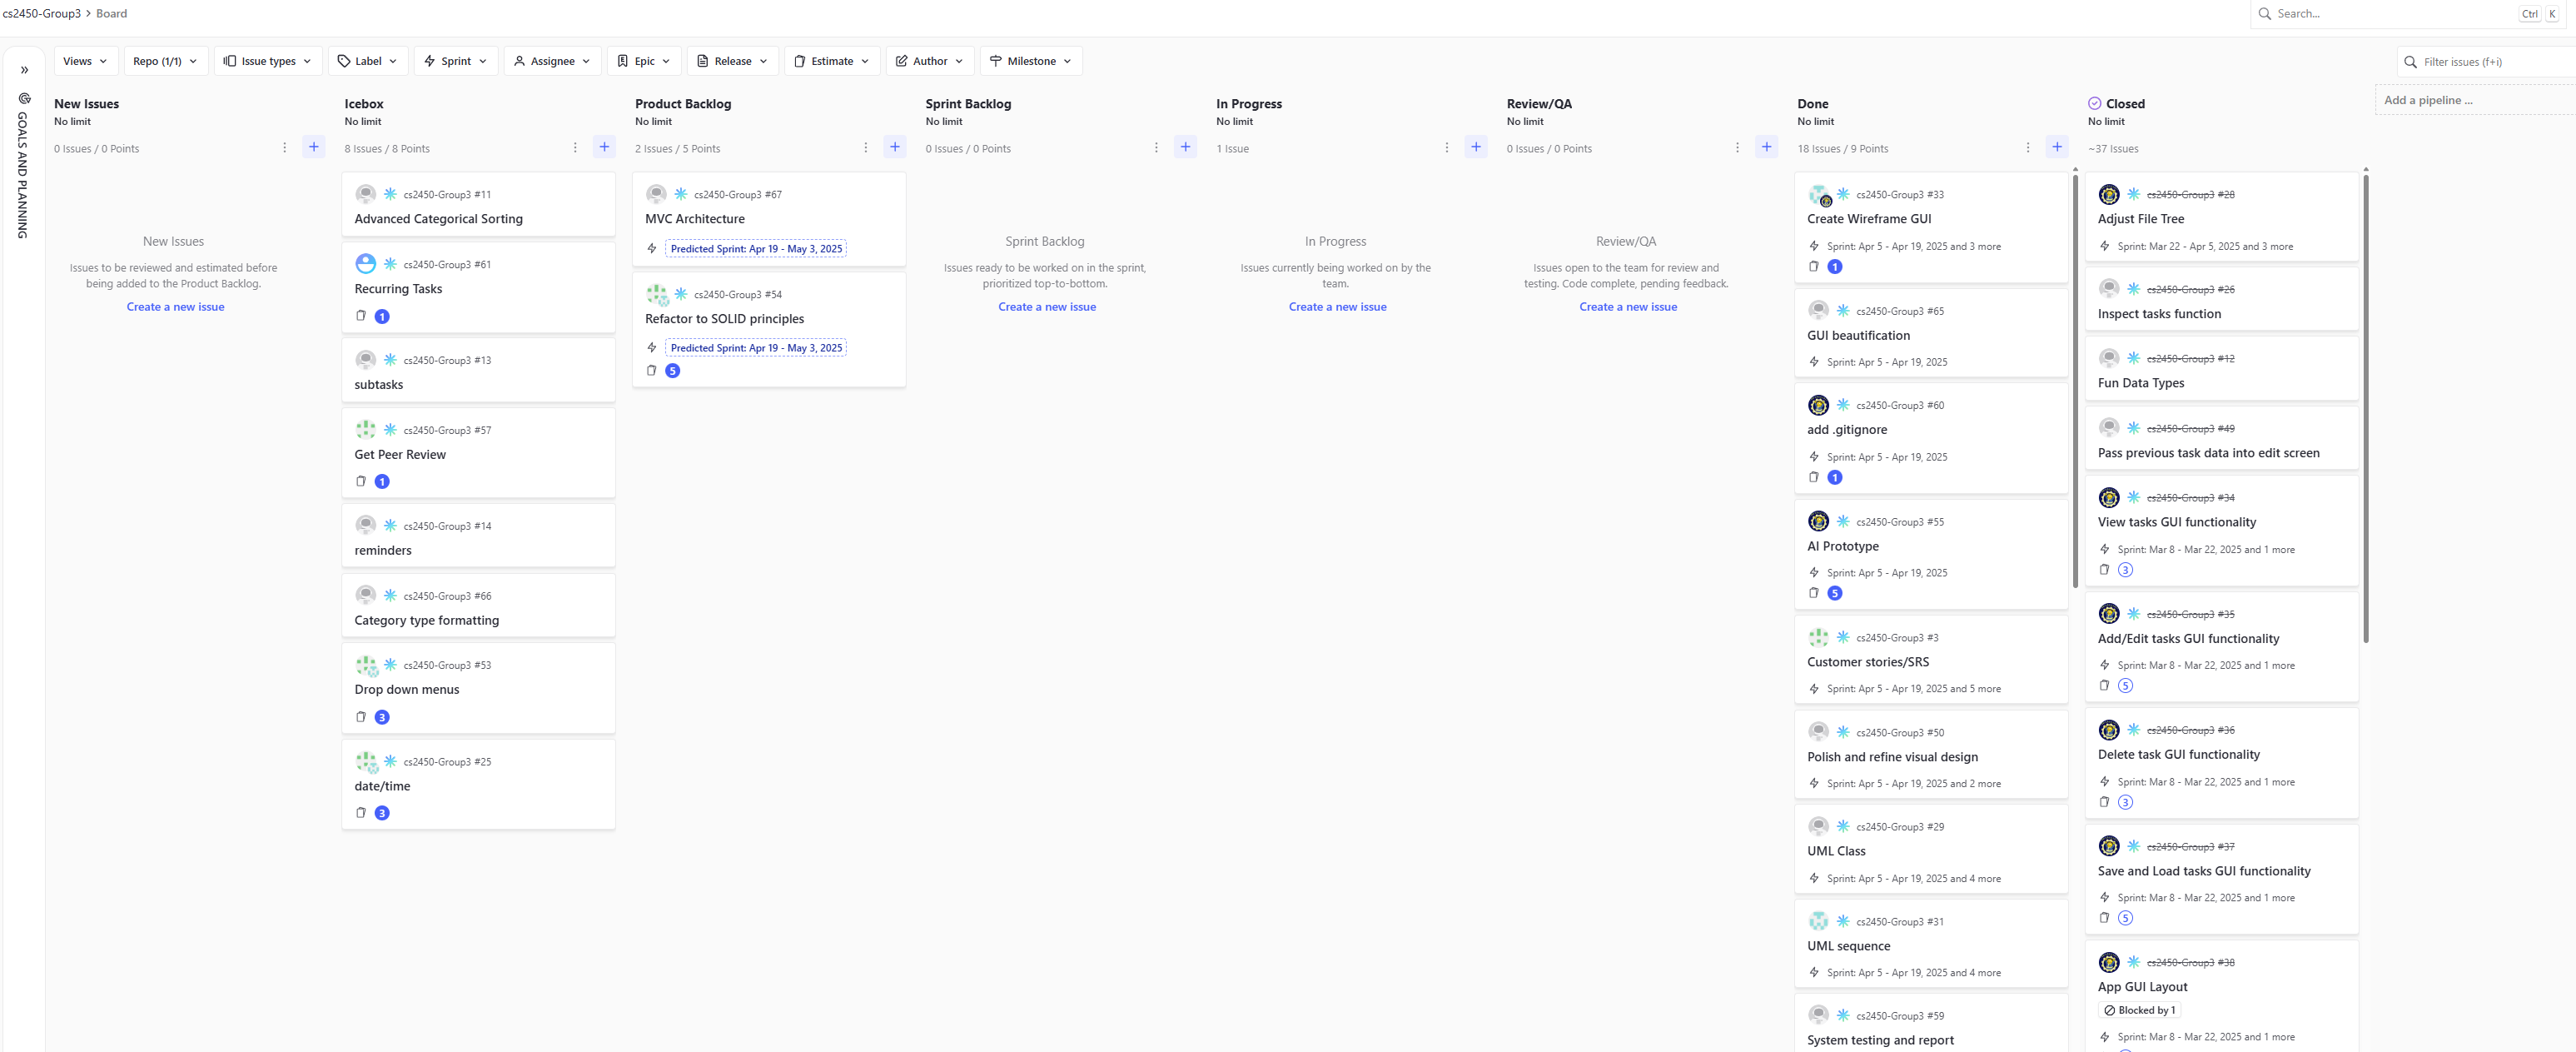 cs2450-Group3 > Board
Search... Ctrl K
Views Repo (1/1) Issue types Label Sprint Assignee Epic Release Estimate Author Milestone
Filter issues (f+i)
GOALS AND PLANNING
New Issues
No limit
0 Issues / 0 Points
New Issues
Issues to be reviewed and estimated before
being added to the Product Backlog.
Create a new issue
Icebox
No limit
8 Issues / 8 Points
cs2450-Group3 #11
Advanced Categorical Sorting
cs2450-Group3 #61
Recurring Tasks
1
cs2450-Group3 #13
subtasks
cs2450-Group3 #57
Get Peer Review
1
cs2450-Group3 #14
reminders
cs2450-Group3 #66
Category type formatting
cs2450-Group3 #53
Drop down menus
3
cs2450-Group3 #25
date/time
3
Product Backlog
No limit
2 Issues / 5 Points
cs2450-Group3 #67
MVC Architecture
Predicted Sprint: Apr 19 - May 3, 2025
cs2450-Group3 #54
Refactor to SOLID principles
Predicted Sprint: Apr 19 - May 3, 2025
5
Sprint Backlog
No limit
0 Issues / 0 Points
Sprint Backlog
Issues ready to be worked on in the sprint,
prioritized top-to-bottom.
Create a new issue
In Progress
No limit
1 Issue
In Progress
Issues currently being worked on by the
team.
Create a new issue
Review/QA
No limit
0 Issues / 0 Points
Review/QA
Issues open to the team for review and
testing. Code complete, pending feedback.
Create a new issue
Done
No limit
18 Issues / 9 Points
cs2450-Group3 #33
Create Wireframe GUI
Sprint: Apr 5 - Apr 19, 2025 and 3 more
1
cs2450-Group3 #65
GUI beautification
Sprint: Apr 5 - Apr 19, 2025
cs2450-Group3 #60
add .gitignore
Sprint: Apr 5 - Apr 19, 2025
1
cs2450-Group3 #55
AI Prototype
Sprint: Apr 5 - Apr 19, 2025
5
cs2450-Group3 #3
Customer stories/SRS
Sprint: Apr 5 - Apr 19, 2025 and 5 more
cs2450-Group3 #50
Polish and refine visual design
Sprint: Apr 5 - Apr 19, 2025 and 2 more
cs2450-Group3 #29
UML Class
Sprint: Apr 5 - Apr 19, 2025 and 4 more
cs2450-Group3 #31
UML sequence
Sprint: Apr 5 - Apr 19, 2025 and 4 more
cs2450-Group3 #59
System testing and report
Closed
No limit
~37 Issues
cs2450-Group3 #28
Adjust File Tree
Sprint: Mar 22 - Apr 5, 2025 and 3 more
cs2450-Group3 #26
Inspect tasks function
cs2450-Group3 #12
Fun Data Types
cs2450-Group3 #49
Pass previous task data into edit screen
cs2450-Group3 #34
View tasks GUI functionality
Sprint: Mar 8 - Mar 22, 2025 and 1 more
3
cs2450-Group3 #35
Add/Edit tasks GUI functionality
Sprint: Mar 8 - Mar 22, 2025 and 1 more
5
cs2450-Group3 #36
Delete task GUI functionality
Sprint: Mar 8 - Mar 22, 2025 and 1 more
3
cs2450-Group3 #37
Save and Load tasks GUI functionality
Sprint: Mar 8 - Mar 22, 2025 and 1 more
5
cs2450-Group3 #38
App GUI Layout
Blocked by 1
Sprint: Mar 8 - Mar 22, 2025 and 1 more
Add a pipeline ...